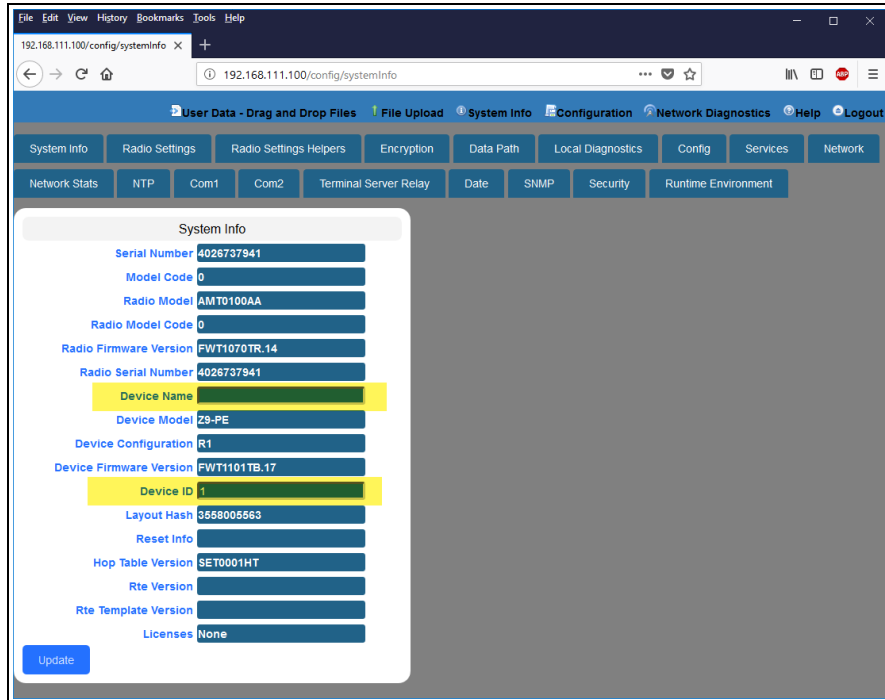 File Edit View History Bookmarks Tools Help
192.168.111.100/config/systemInfo
192.168.111.100/config/systemInfo
ABP
User Data - Drag and Drop Files File Upload System Info Configuration Network Diagnostics Help Logout
System Info Radio Settings Radio Settings Helpers Encryption Data Path Local Diagnostics Config Services Network
Network Stats NTP Com1 Com2 Terminal Server Relay Date SNMP Security Runtime Environment
System Info
Serial Number 4026737941
Model Code 0
Radio Model AMT0100AA
Radio Model Code 0
Radio Firmware Version FWT1070TR.14
Radio Serial Number 4026737941
Device Name
Device Model Z9-PE
Device Configuration R1
Device Firmware Version FWT1101TB.17
Device ID 1
Layout Hash 3558005563
Reset Info
Hop Table Version SET0001HT
Rte Version
Rte Template Version
Licenses None
Update